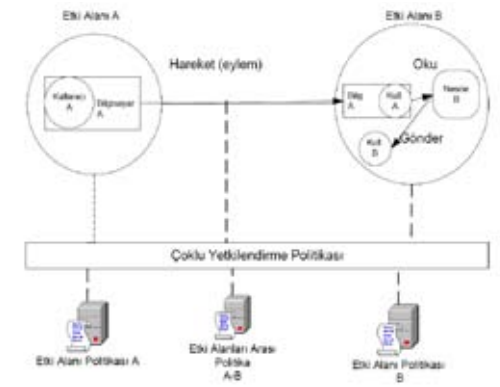 Etki Alanı A
Etki Alanı B
Hareket (eylem)
Oku
Kullanıcı
A
Bilgisayar
A
Bilg
A
Kull
A
Nesne
B
Kull
B
Gönder
Çoklu Yetkilendirme Politikası
Etki Alanı Politikası A
Etki Alanları Arası
Politika
A-B
Etki Alanı Politikası
B